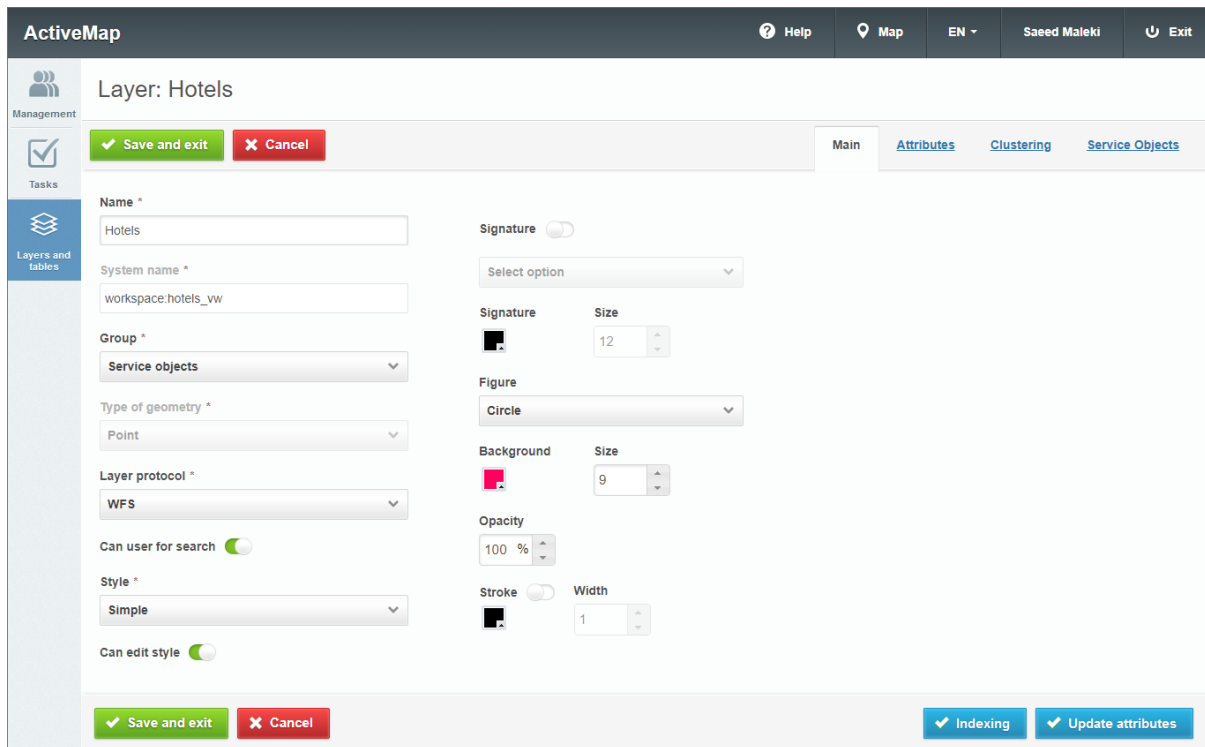 ActiveMap
Help
Map
EN
Saeed Maleki
Exit
Management
Tasks
Layers and
tables
Layer: Hotels
Save and exit
Cancel
Main
Attributes
Clustering
Service Objects
Name *
Hotels
System name *
workspace:hotels_vw
Group *
Service objects
Type of geometry *
Point
Layer protocol *
WFS
Can user for search
Style *
Simple
Can edit style
Signature
Select option
Signature
Size
12
Figure
Circle
Background
Size
9
Opacity
100 %
Stroke
Width
1
Save and exit
Cancel
Indexing
Update attributes